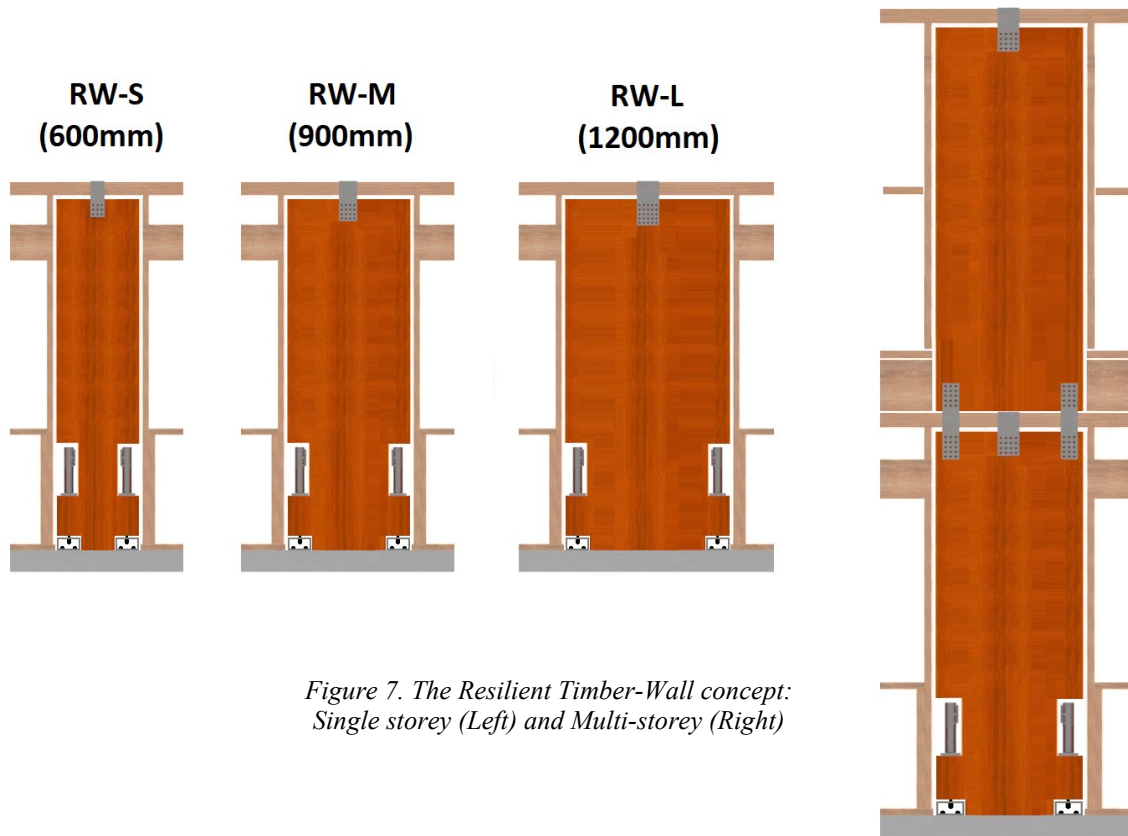 RW-S
(600mm)
RW-M
(900mm)
RW-L
(1200mm)
Figure 7. The Resilient Timber-Wall concept:
Single storey (Left) and Multi-storey (Right)